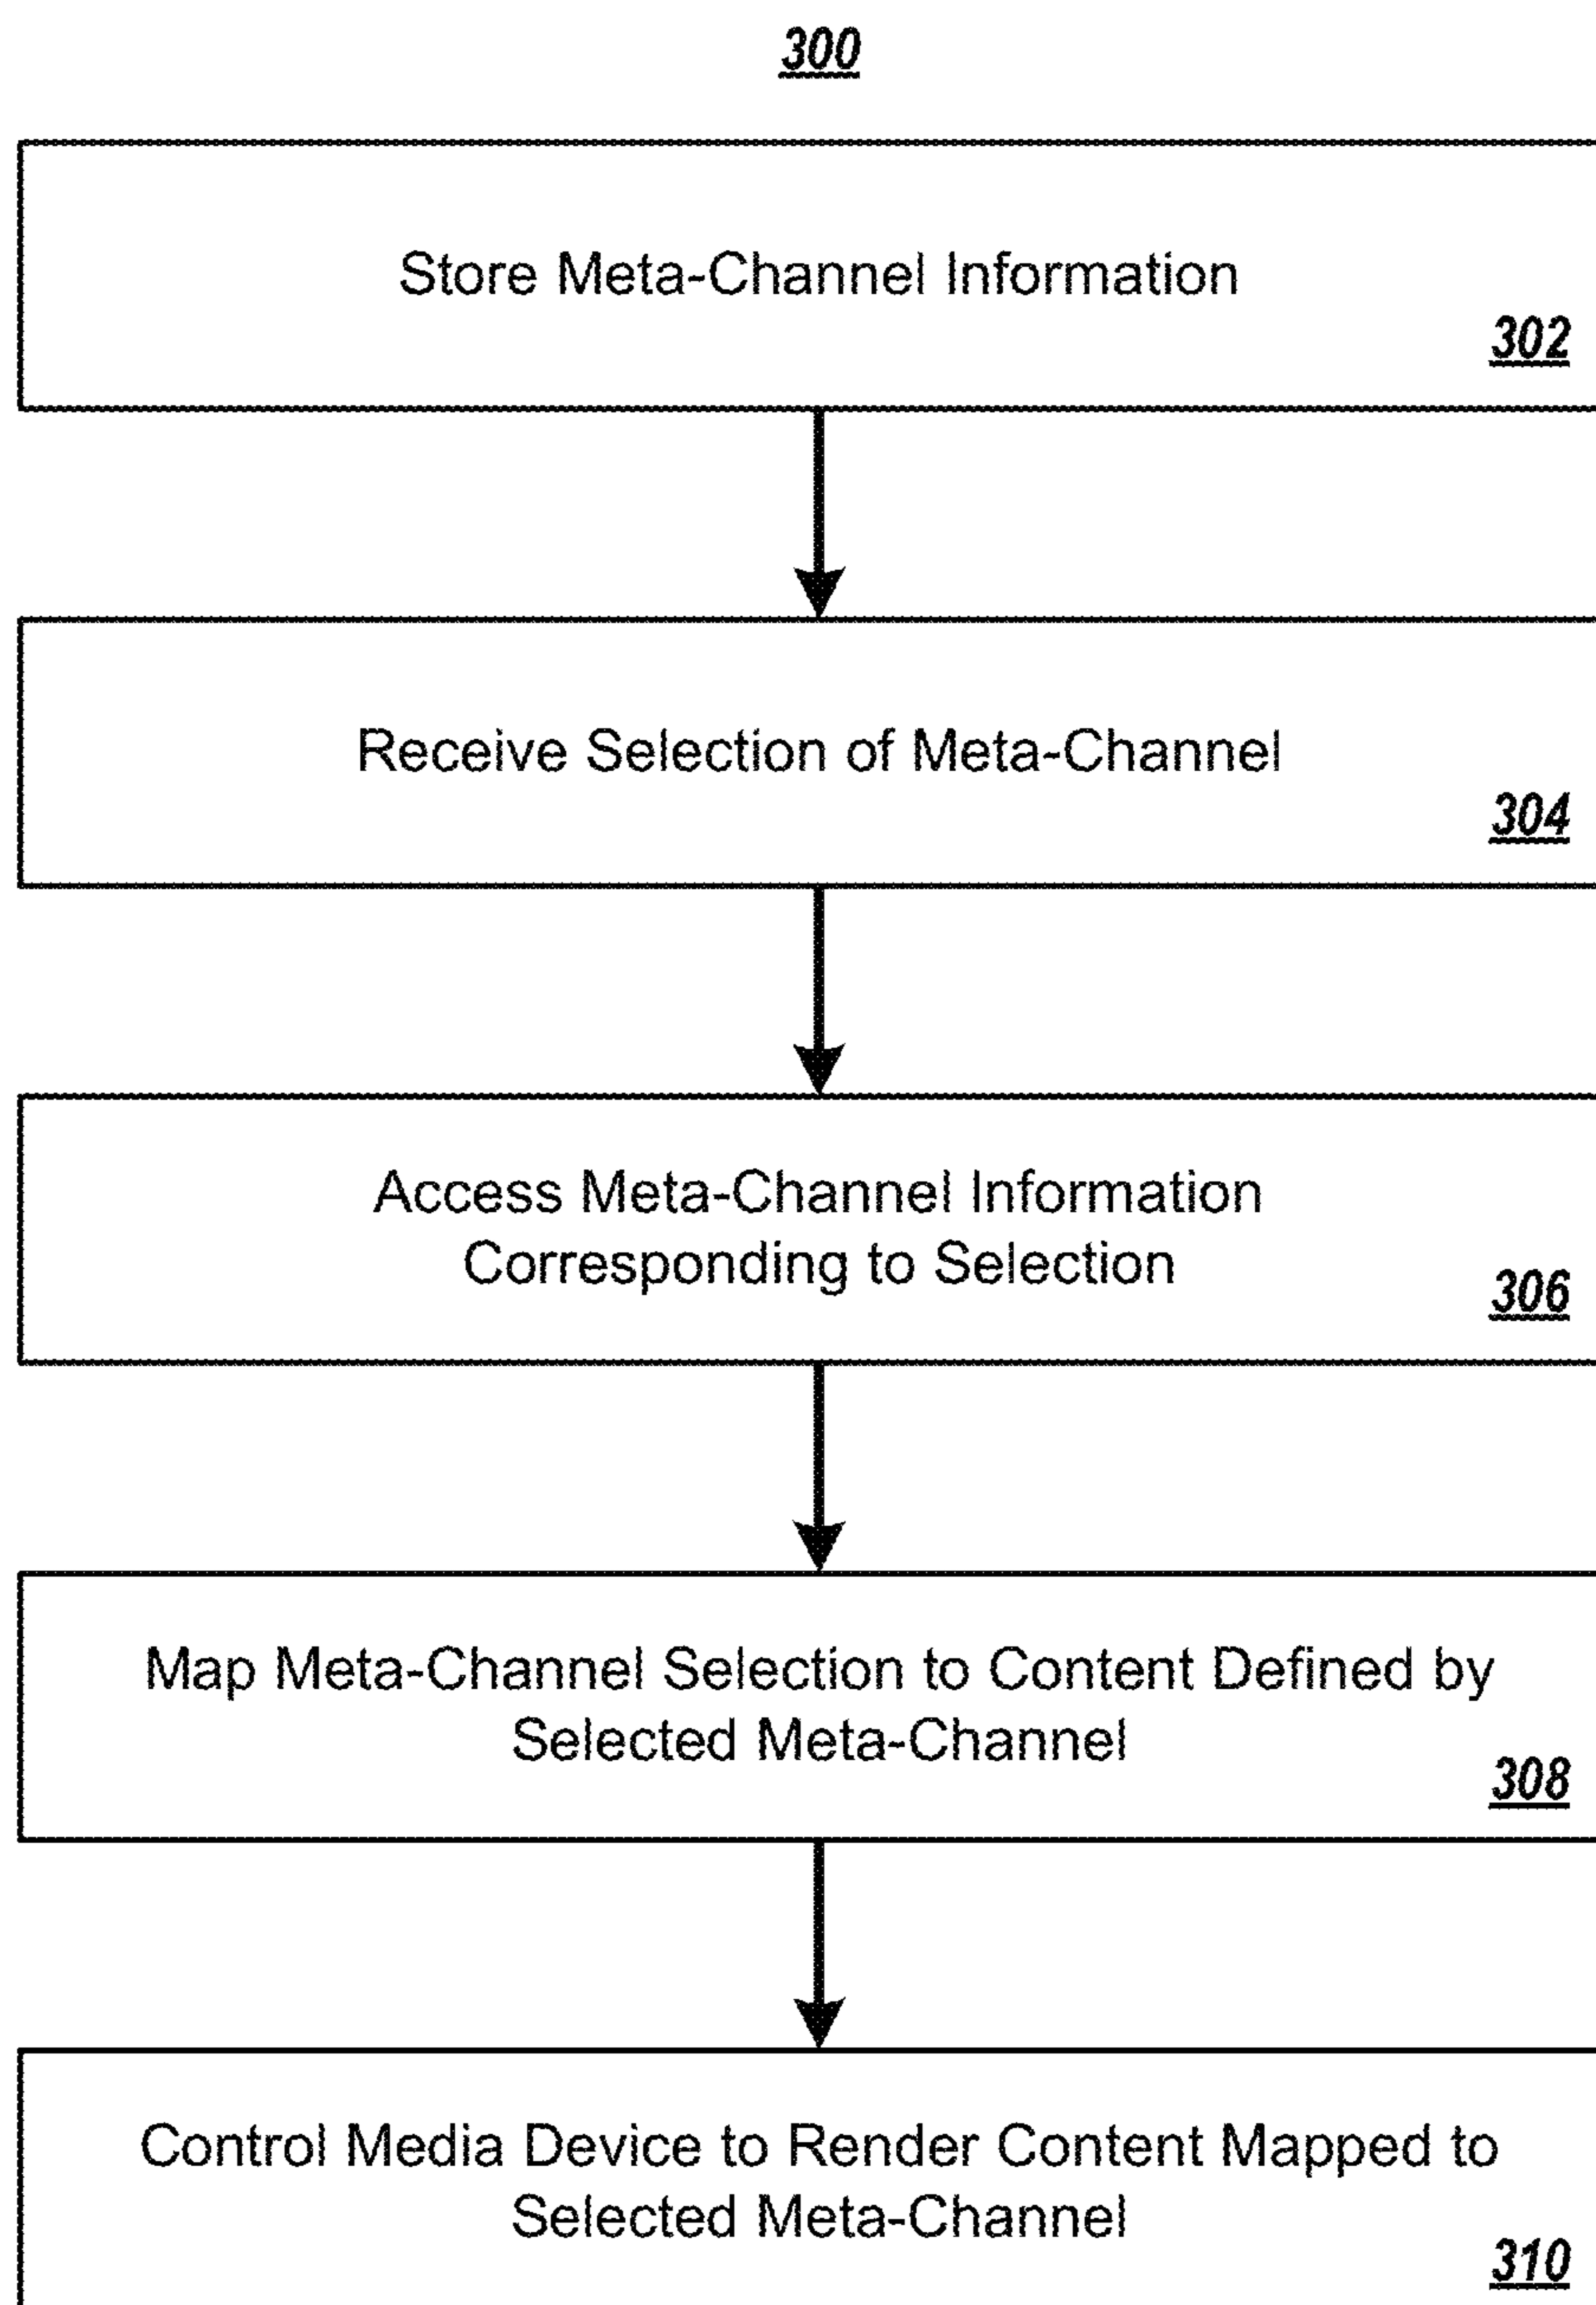 300
Store Meta-Channel Information
302
Receive Selection of Meta-Channel
304
Access Meta-Channel Information
Corresponding to Selection
306
Map Meta-Channel Selection to Content Defined by
Selected Meta-Channel
308
Control Media Device to Render Content Mapped to
Selected Meta-Channel
310